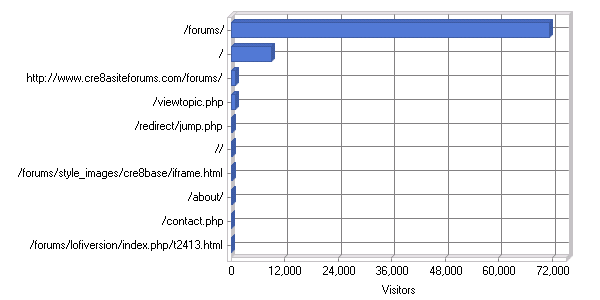 /forums/
/
http://www.cre8asiteforums.com/forums/
/viewtopic.php
/redirect/jump.php
//
/forums/style_images/cre8base/iframe.html
/about/
/contact.php
/forums/lofiversion/index.php/t2413.html
0 12,000 24,000 36,000 48,000 60,000 72,000
Visitors